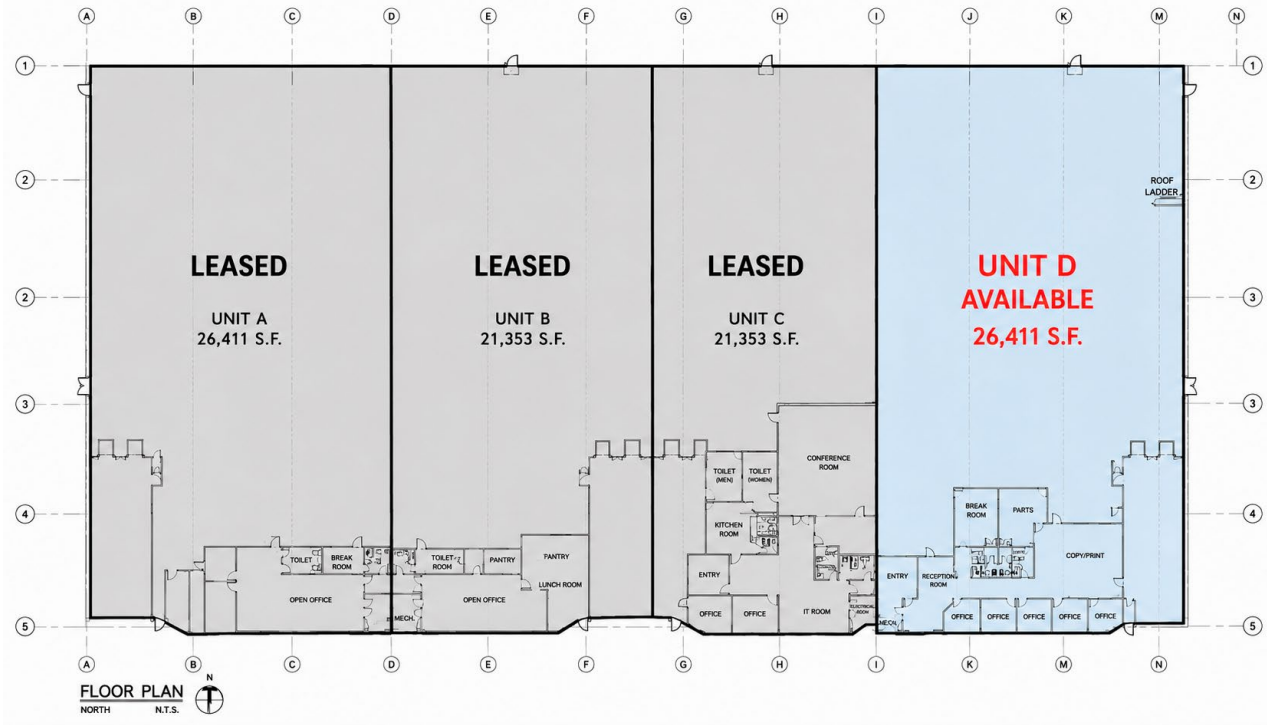 A B C D E F G H I J K M N
1 1
2 2
ROOF
LADDER
LEASED
UNIT A
26,411 S.F.
LEASED
UNIT B
21,353 S.F.
LEASED
UNIT C
21,353 S.F.
UNIT D
AVAILABLE
26,411 S.F.
2 3
3 3
CONFERENCE
ROOM
TOILET
(MEN)
TOILET
(WOMEN)
4 4
KITCHEN
ROOM
BREAK
ROOM
PARTS
COPY/PRINT
TOILET
BREAK
ROOM
TOILET
ROOM
PANTRY
PANTRY
LUNCH ROOM
ENTRY
ENTRY
RECEPTION
ROOM
OPEN OFFICE
MECH.
OPEN OFFICE
OFFICE
OFFICE
IT ROOM
ELECTRICAL
ROOM
MECH.
OFFICE
OFFICE
OFFICE
OFFICE
OFFICE
5 5
A B C D E F G H I K M N
FLOOR PLAN
NORTH N.T.S.
N